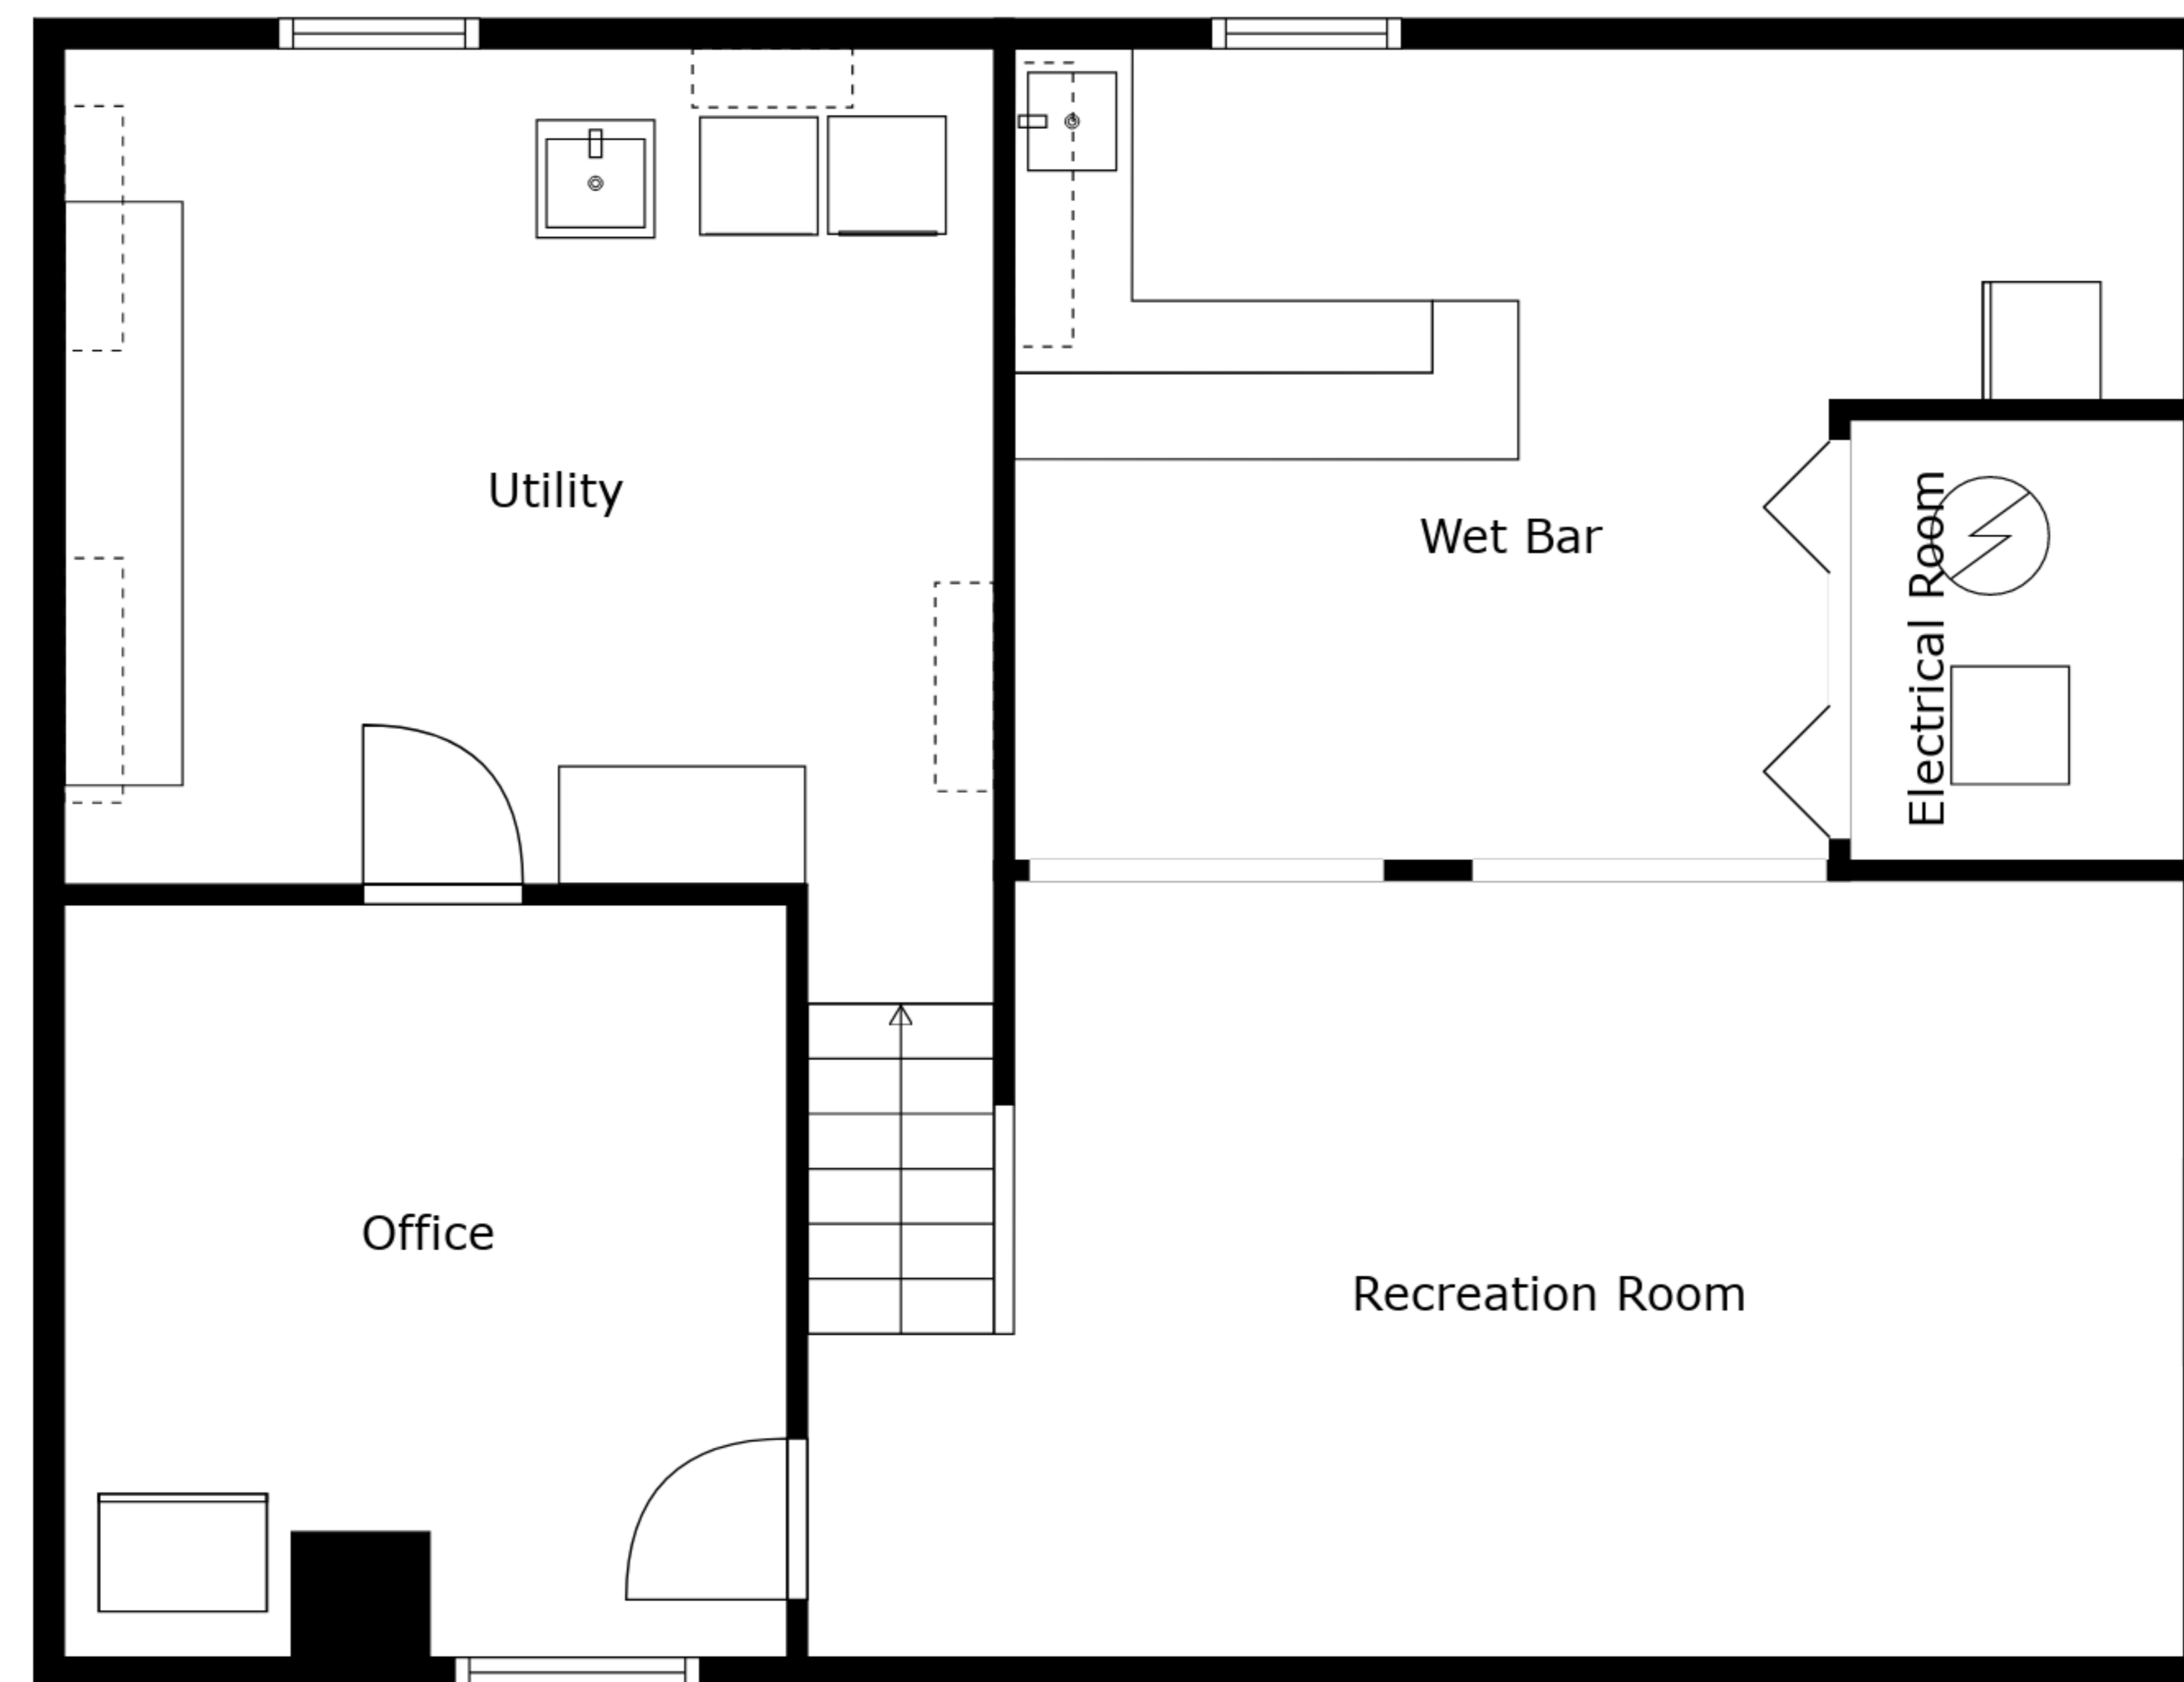 Utility
Wet Bar
Electrical Room
Office
Recreation Room